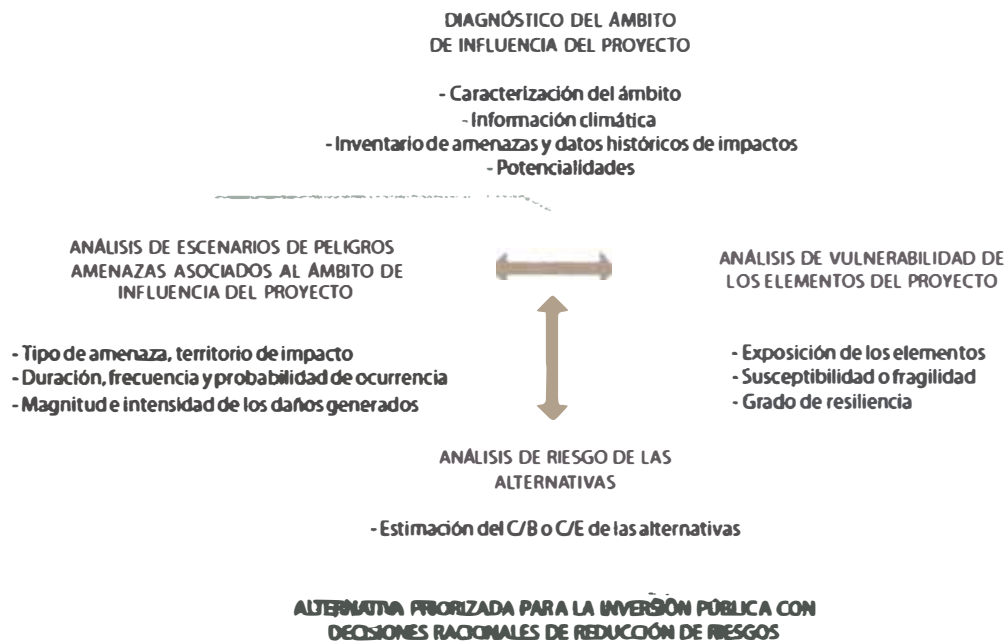 DIAGNÓSTICO DEL ÁMBITO
DE INFLUENCIA DEL PROYECTO
- Caracterización del ámbito
- Información climática
- Inventario de amenazas y datos históricos de impactos
- Potencialidades
ANÁLISIS DE ESCENARIOS DE PELIGROS
AMENAZAS ASOCIADOS AL ÁMBITO DE
INFLUENCIA DEL PROYECTO
- Tipo de amenaza, territorio de impacto
- Duración, frecuencia y probabilidad de ocurrencia
- Magnitud e intensidad de los daños generados
ANÁLISIS DE VULNERABILIDAD DE
LOS ELEMENTOS DEL PROYECTO
- Exposición de los elementos
- Susceptibilidad o fragilidad
- Grado de resiliencia
ANÁLISIS DE RIESGO DE LAS
ALTERNATIVAS
- Estimación del C/B o C/E de las alternativas
ALTERNATIVA PRIORIZADA PARA LA INVERSIÓN PÚBLICA CON
DECISIONES RACIONALES DE REDUCCIÓN DE RIESGOS